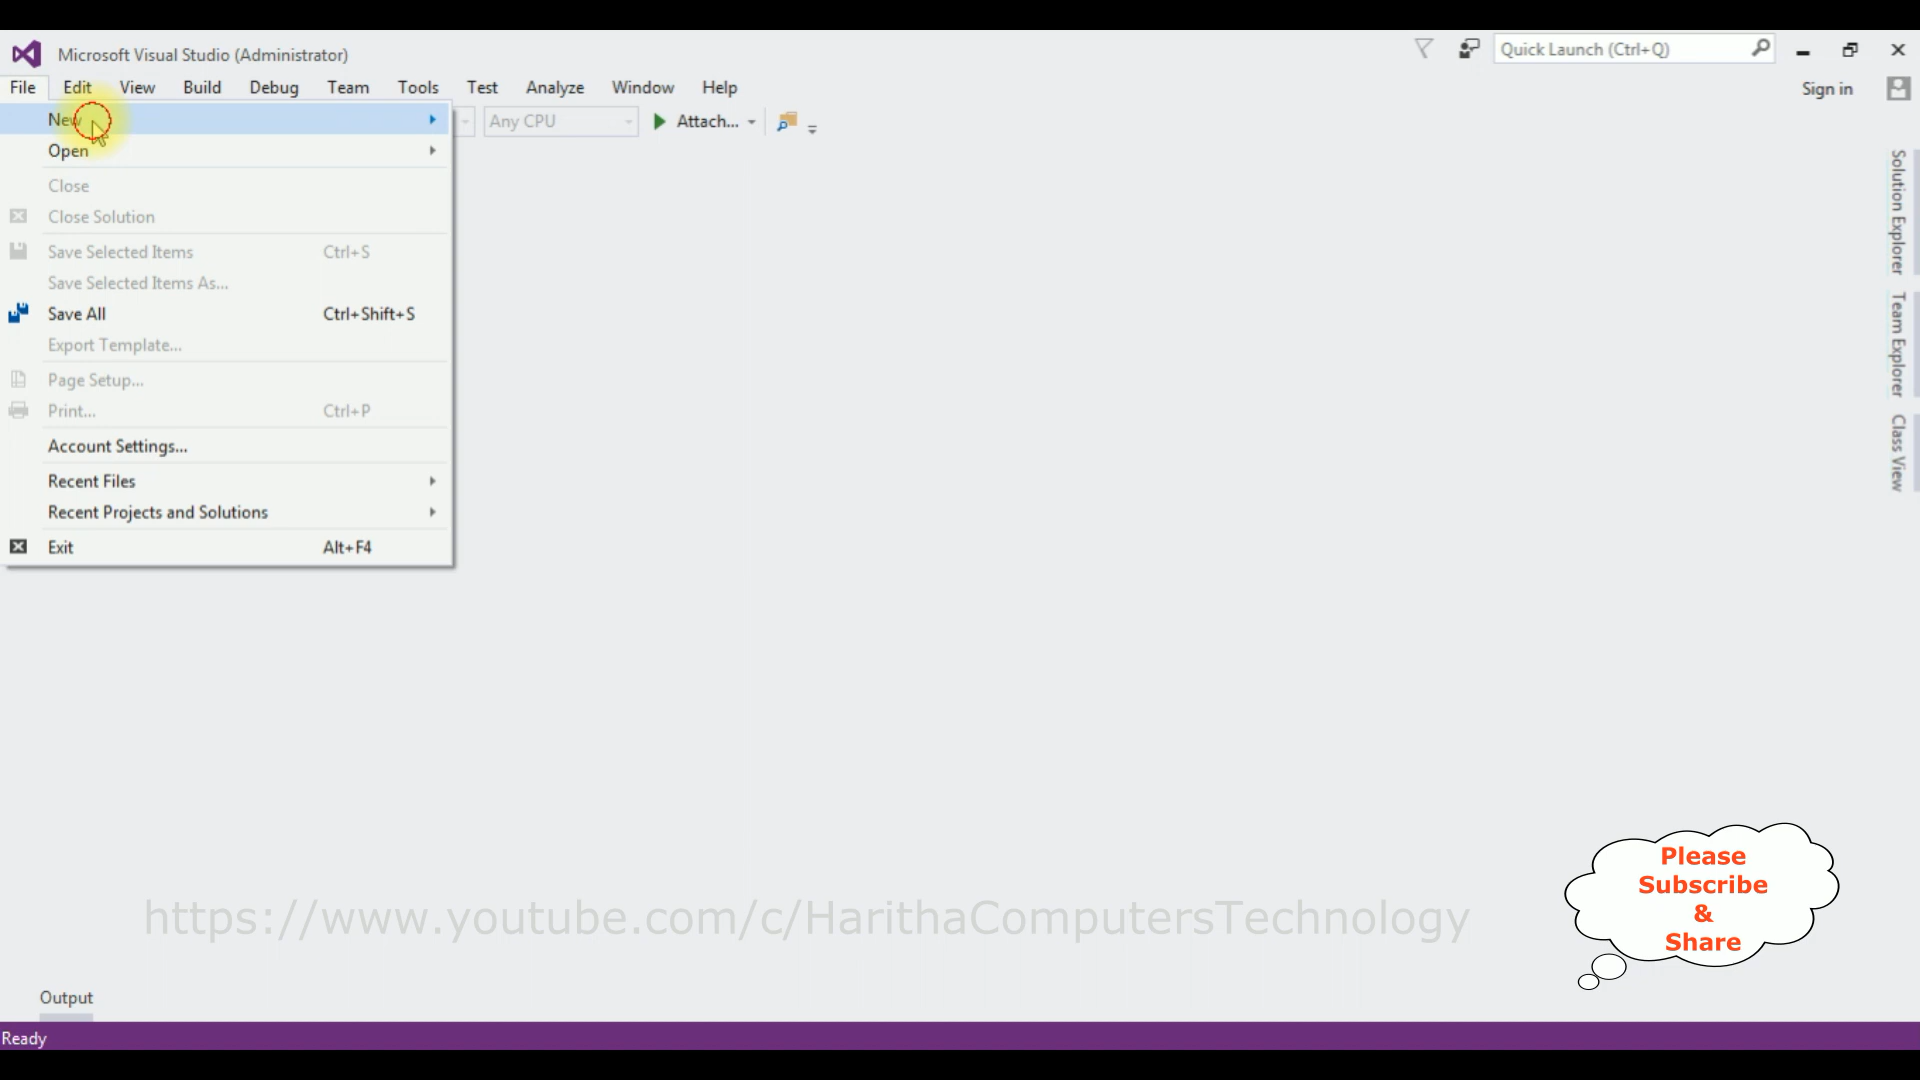 Microsoft Visual Studio (Administrator)
Quick Launch (Ctrl+Q)
File Edit View Build Debug Team Tools Test Analyze Window Help
Sign in
New
Any CPU
Attach...
Open
Close
Close Solution
Save Selected Items Ctrl+S
Save Selected Items As...
Save All Ctrl+Shift+S
Export Template...
Page Setup...
Print... Ctrl+P
Account Settings...
Recent Files
Recent Projects and Solutions
Exit Alt+F4
Solution Explorer
Team Explorer
Class View
Please
Subscribe
&
Share
https://www.youtube.com/c/HarithaComputersTechnology
Output
Ready